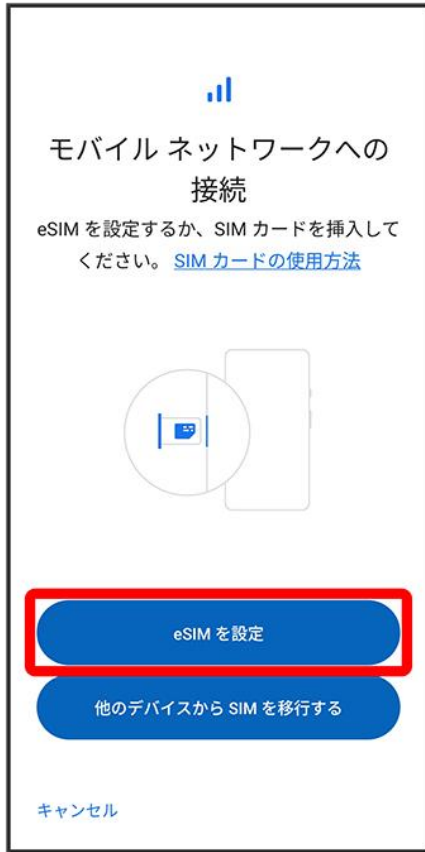 モバイル ネットワークへの
接続
eSIM を設定するか、SIM カードを挿入して
ください。 SIM カードの使用方法
eSIM を設定
他のデバイスから SIM を移行する
キャンセル